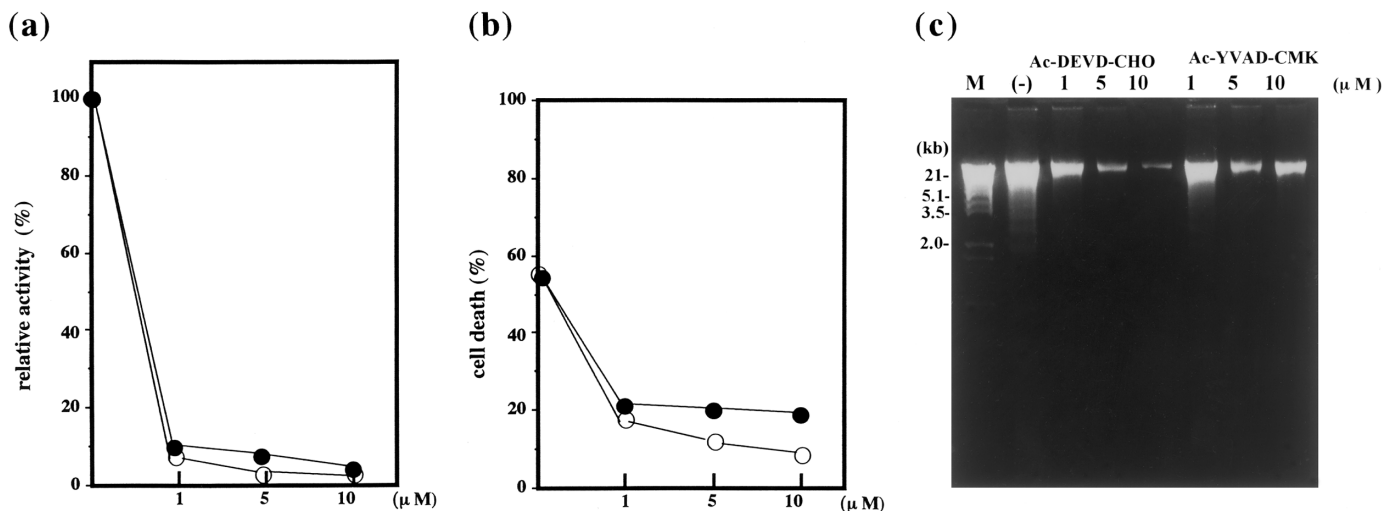 (a)
relative activity (%)
100
80
60
40
20
0
1 5 10 (μ M)
(b)
cell death (%)
100
80
60
40
20
0
1 5 10 (μ M)
(c)
Ac-DEVD-CHO Ac-YVAD-CMK
M (-) 1 5 10 1 5 10 (μ M)
(kb)
21-
5.1-
3.5-
2.0-